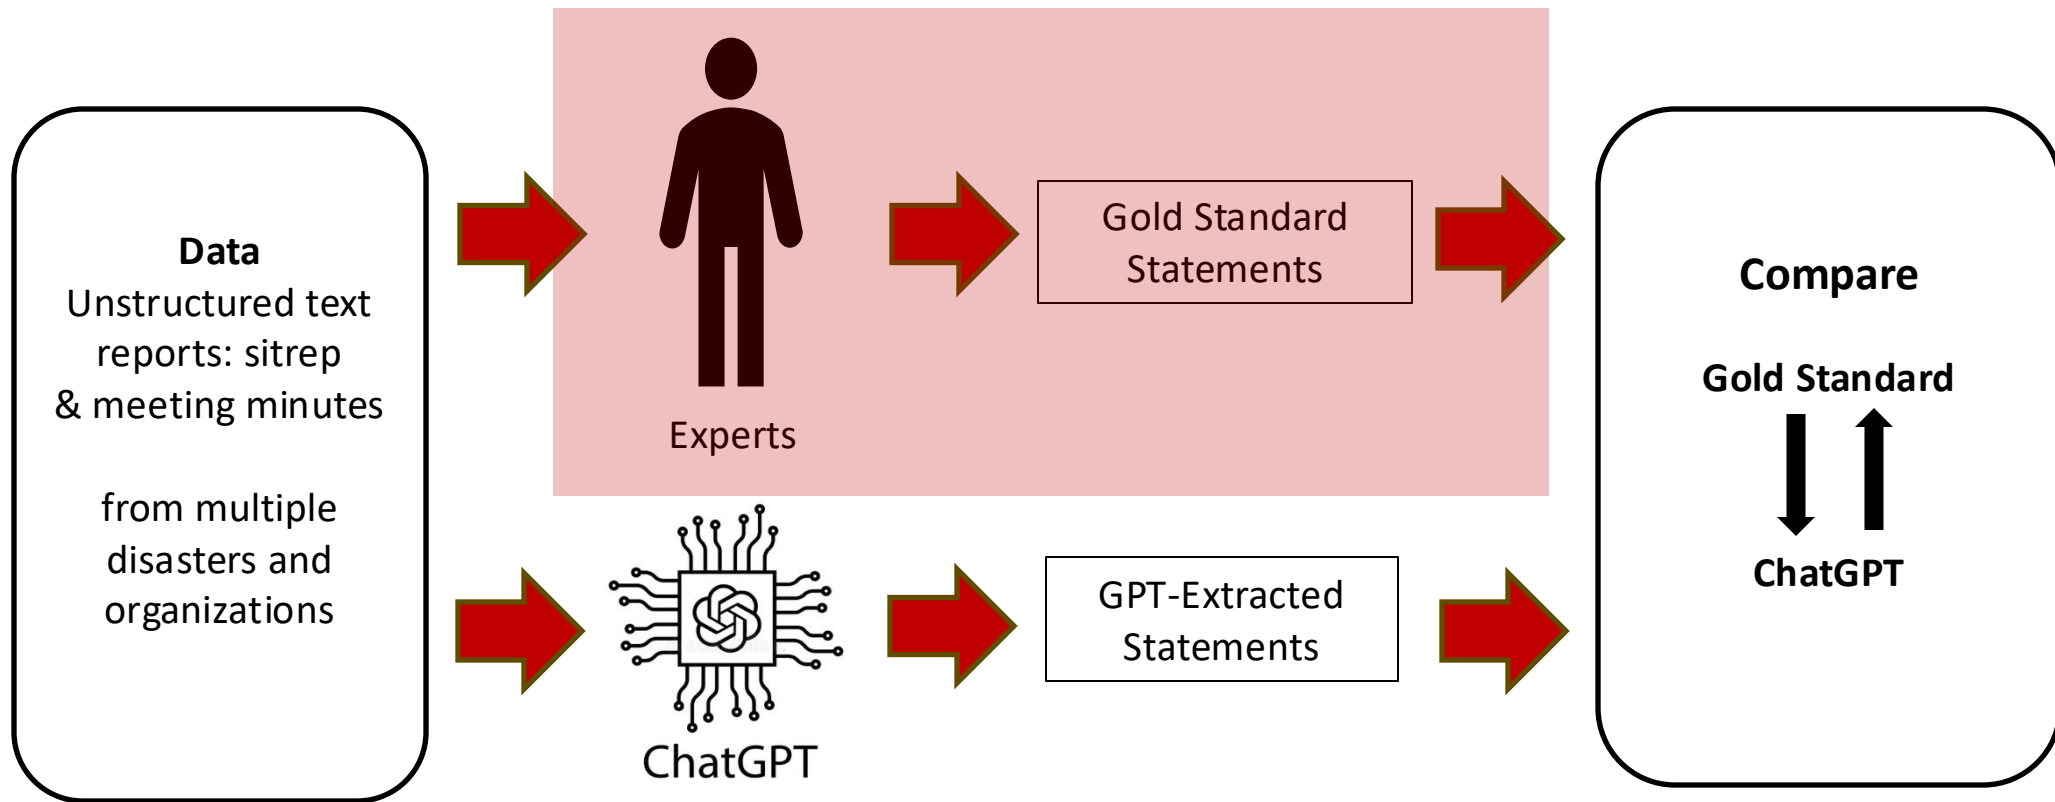 Data
Unstructured text
reports: sitrep
& meeting minutes
from multiple
disasters and
organizations
Experts
Gold Standard
Statements
ChatGPT
GPT-Extracted
Statements
Compare
Gold Standard
ChatGPT